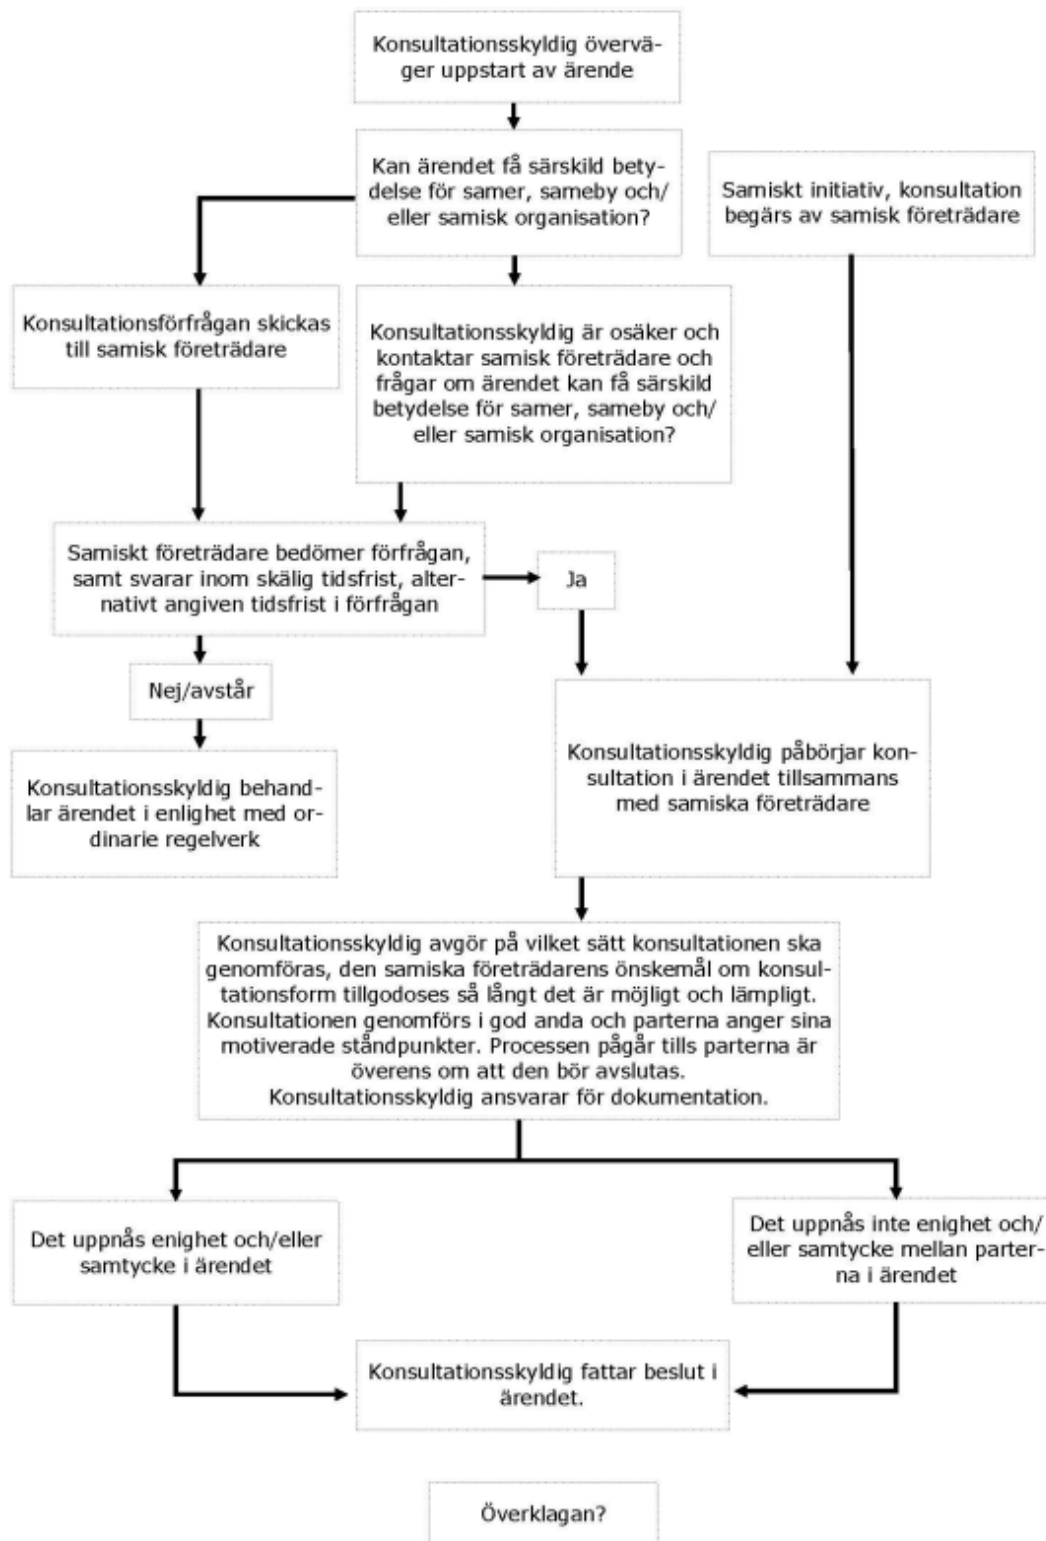 Konsultationsskyldig övervä-
ger uppstart av ärende
Kan ärendet få särskild bety-
delse för samer, sameby och/
eller samisk organisation?
Samiskt initiativ, konsultation
begärs av samisk företrädare
Konsultationsförfrågan skickas
till samisk företrädare
Konsultationsskyldig är osäker och
kontaktar samisk företrädare och
frågar om ärendet kan få särskild
betydelse för samer, sameby och/
eller samisk organisation?
Samiskt företrädare bedömer förfrågan,
samt svarar inom skälig tidsfrist, alter-
nativt angiven tidsfrist i förfrågan
Ja
Nej/avstår
Konsultationsskyldig behand-
lar ärendet i enlighet med or-
dinarie regelverk
Konsultationsskyldig påbörjar kon-
sultation i ärendet tillsammans
med samiska företrädare
Konsultationsskyldig avgör på vilket sätt konsultationen ska
genomföras, den samiska företrädarens önskemål om konsul-
tationsform tillgodoses så långt det är möjligt och lämpligt.
Konsultationen genomförs i god anda och parterna anger sina
motiverade ståndpunkter. Processen pågår tills parterna är
överens om att den bör avslutas.
Konsultationsskyldig ansvarar för dokumentation.
Det uppnås enighet och/eller
samtycke i ärendet
Det uppnås inte enighet och/
eller samtycke mellan parter-
na i ärendet
Konsultationsskyldig fattar beslut i
ärendet.
Överklagan?